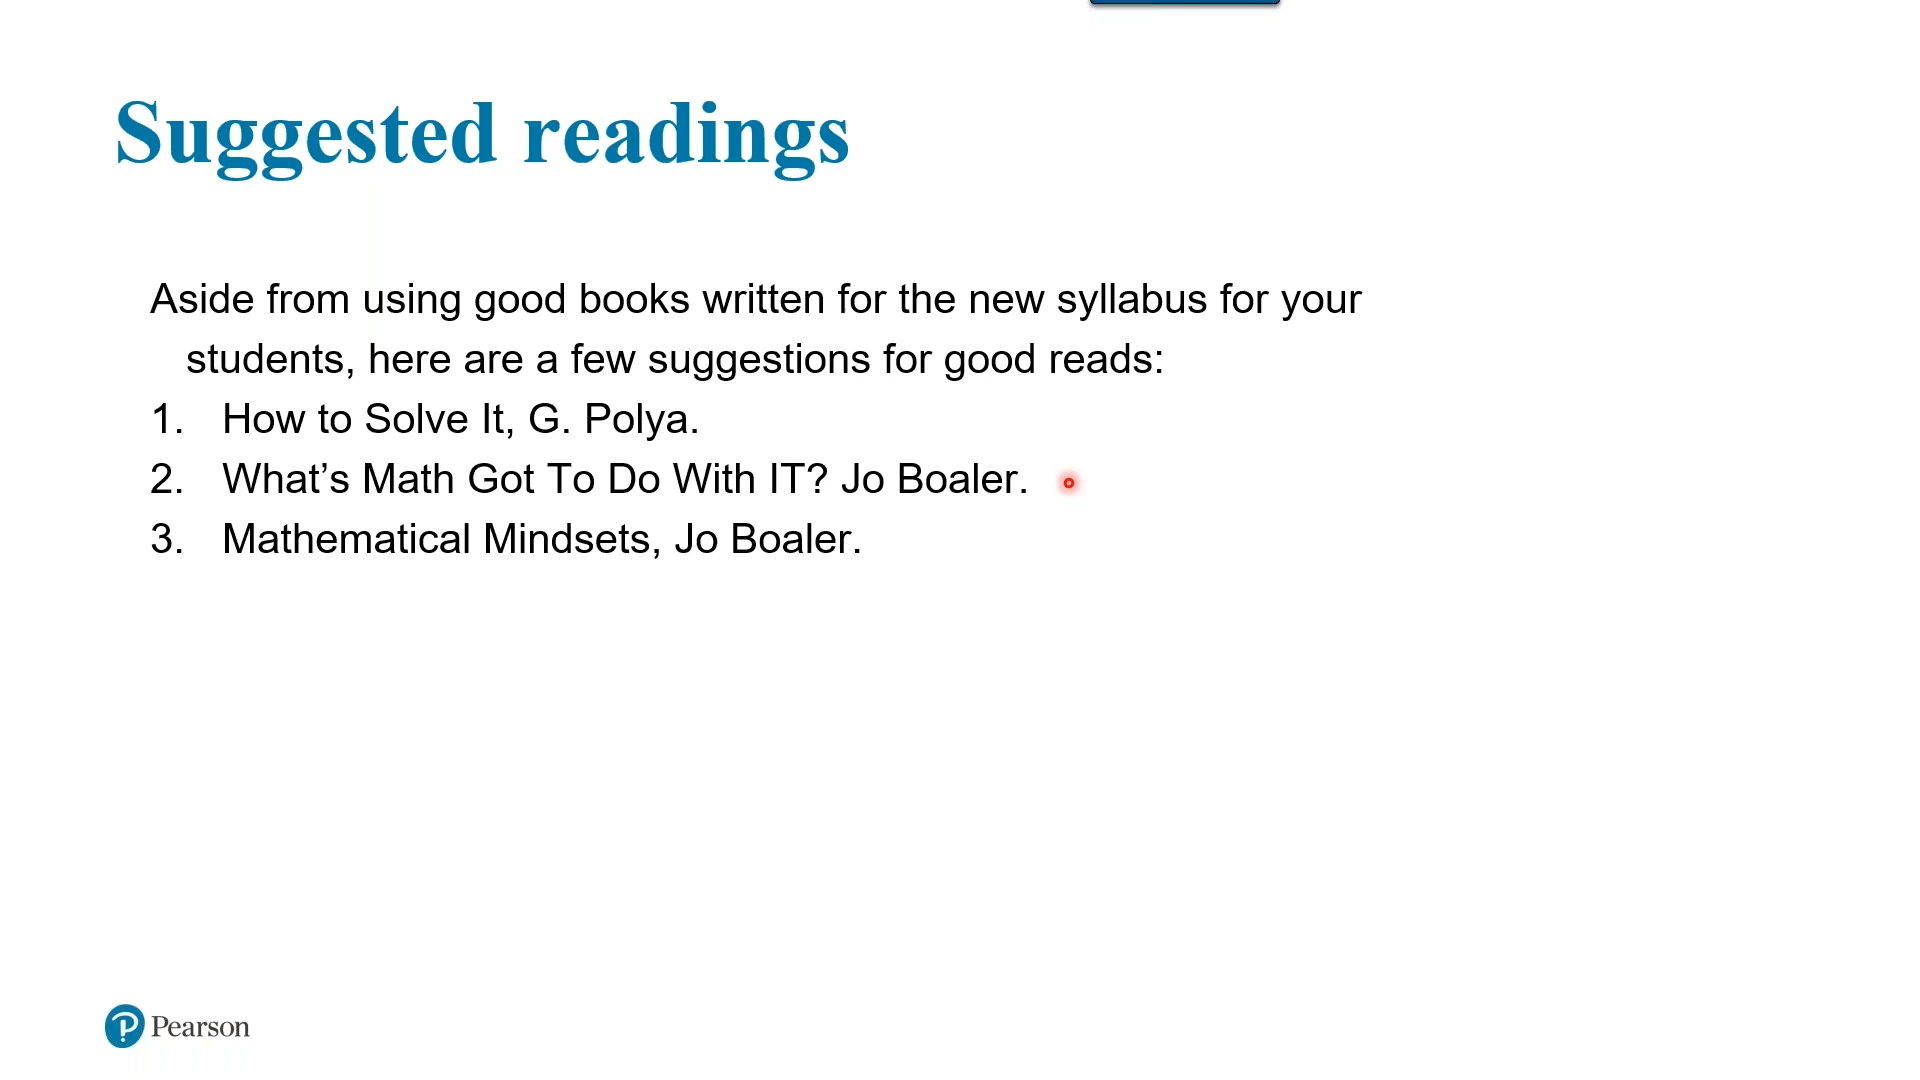 Suggested readings
Aside from using good books written for the new syllabus for your
students, here are a few suggestions for good reads:
1. How to Solve It, G. Polya.
2. What’s Math Got To Do With IT? Jo Boaler.
3. Mathematical Mindsets, Jo Boaler.
Pearson